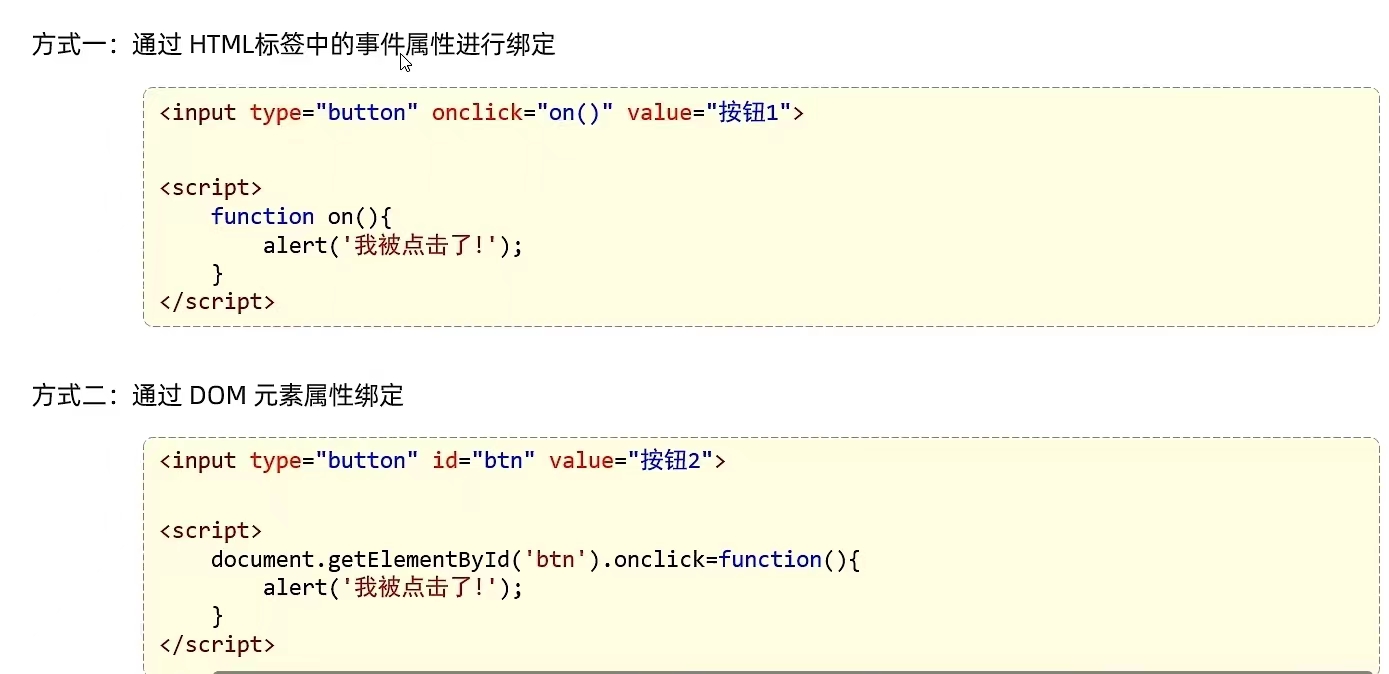 方式一：通过 HTML标签中的事件属性进行绑定
<input type="button" onclick="on()" value="按钮1">
<script>
function on(){
alert('我被点击了!');
}
</script>
方式二：通过 DOM 元素属性绑定
<input type="button" id="btn" value="按钮2">
<script>
document.getElementById('btn').onclick=function(){
alert('我被点击了!');
}
</script>